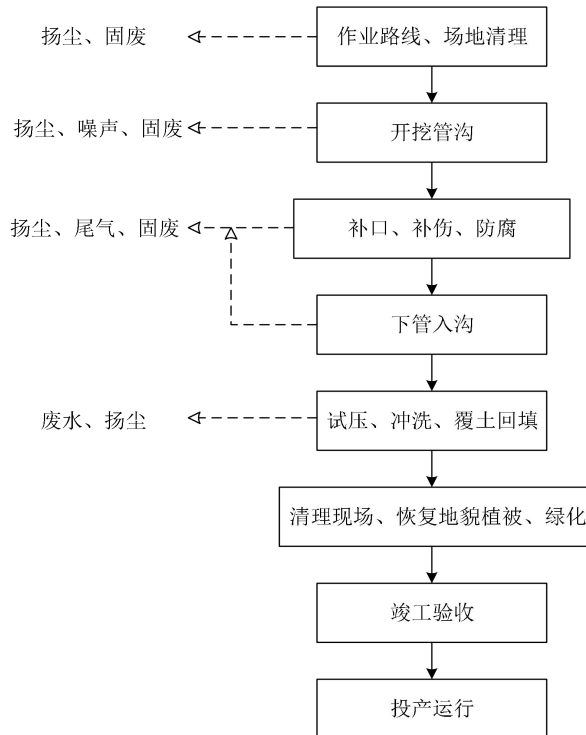 扬尘、固废
作业路线、场地清理
扬尘、噪声、固废
开挖管沟
扬尘、尾气、固废
补口、补伤、防腐
下管入沟
废水、扬尘
试压、冲洗、覆土回填
清理现场、恢复地貌植被、绿化
竣工验收
投产运行